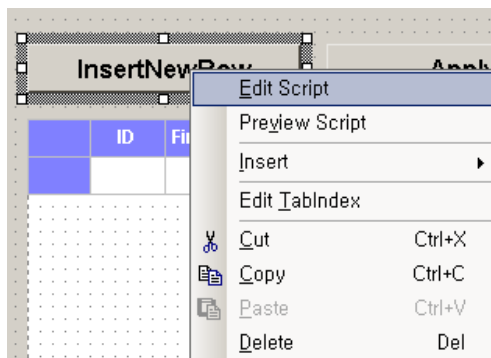 InsertNewRow
Edit Script
Preview Script
ID
Insert
Edit TabIndex
Cut Ctrl+X
Copy Ctrl+C
Paste Ctrl+V
Delete Del